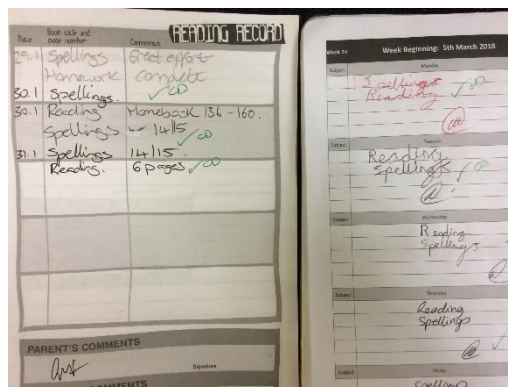 READING RECORD
Date Book title and page number Comments
29.1 Spellings Great effort
Homework Complete
30.1 Spellings.
30.1 Reading Homebook 136-160.
Spellings 14/15
31.1 Spellings 14/15.
Reading. 6 pages
PARENT'S COMMENTS
Signature
COMMENTS
Week 24 Week Beginning: 5th March 2018
Subject Monday
Spellings
Reading
Subject Tuesday
Reading
Spellings
Subject Wednesday
Reading
Spellings
Subject Thursday
Reading
Spellings
Subject Friday
Spelling